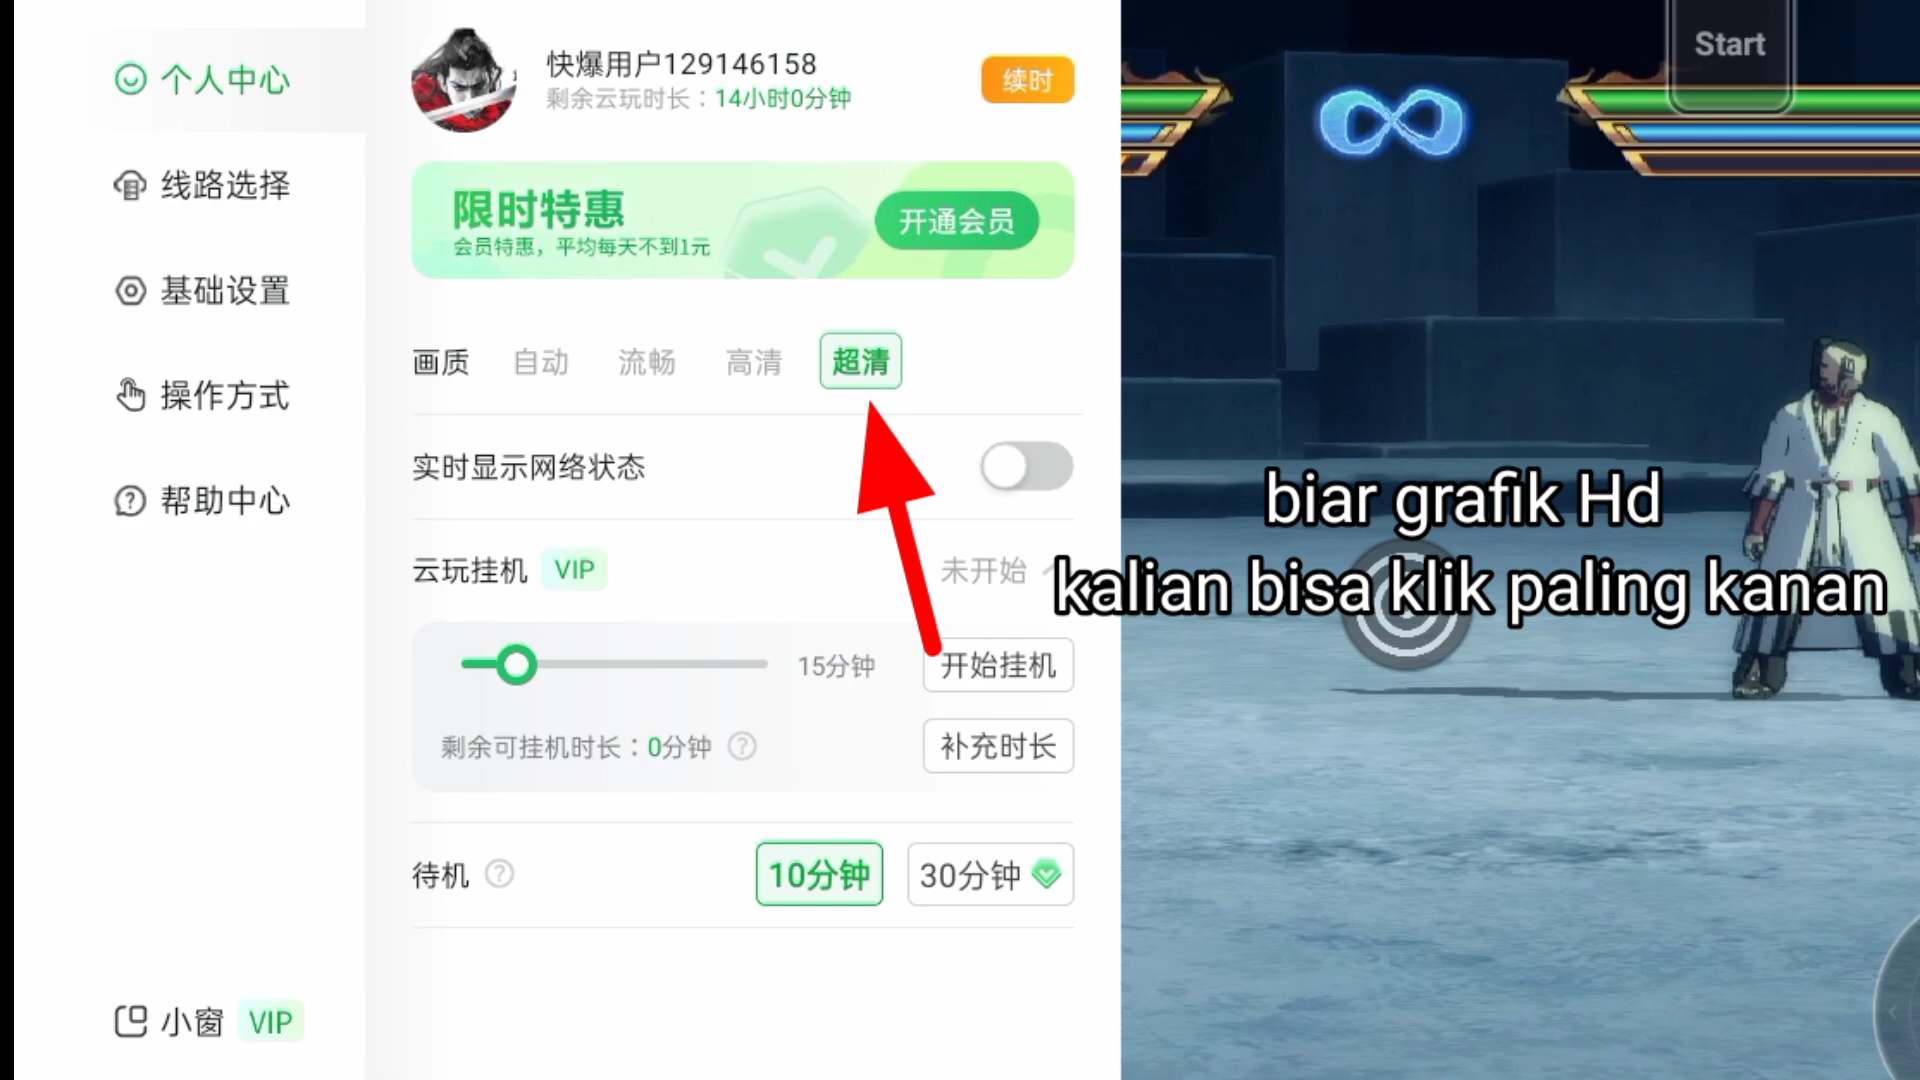 个人中心
线路选择
基础设置
操作方式
帮助中心
小窗 VIP
快爆用户129146158
剩余云玩时长：14小时0分钟
续时
限时特惠
会员特惠，平均每天不到1元
开通会员
画质 自动 流畅 高清 超清
实时显示网络状态
云玩挂机 VIP 未开始
15分钟 开始挂机
剩余可挂机时长：0分钟 补充时长
待机 10分钟 30分钟
Start
biar grafik Hd
kalian bisa klik paling kanan